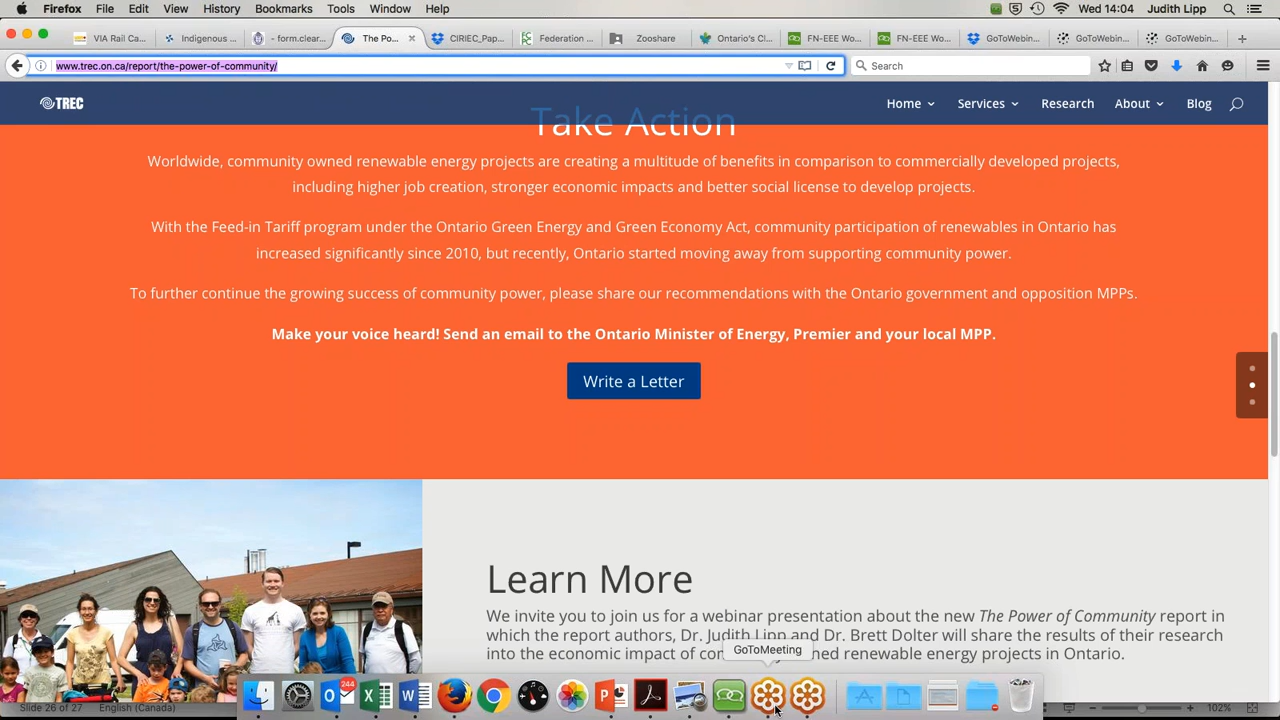 Firefox File Edit View History Bookmarks Tools Window Help Wed 14:04 Judith Lipp
VIA Rail Ca... Indigenous ... - form.clear... The Po... CIRIEC_Pap... Federation ... Zooshare Ontario's Cl... FN-EEE Wo... FN-EEE Wo... GoToWebin... GoToWebin... GoToWebin...
www.trec.on.ca/report/the-power-of-community/ Search
TREC Home Services Research About Blog
Take Action
Worldwide, community owned renewable energy projects are creating a multitude of benefits in comparison to commercially developed projects,
including higher job creation, stronger economic impacts and better social license to develop projects.
With the Feed-in Tariff program under the Ontario Green Energy and Green Economy Act, community participation of renewables in Ontario has
increased significantly since 2010, but recently, Ontario started moving away from supporting community power.
To further continue the growing success of community power, please share our recommendations with the Ontario government and opposition MPPs.
Make your voice heard! Send an email to the Ontario Minister of Energy, Premier and your local MPP.
Write a Letter
Learn More
We invite you to join us for a webinar presentation about the new The Power of Community report in
which the report authors, Dr. Judith Lipp and Dr. Brett Dolter will share the results of their research
into the economic impact of owned renewable energy projects in Ontario.
GoToMeeting
244
Slide 26 of 27 English (Canada) 102%